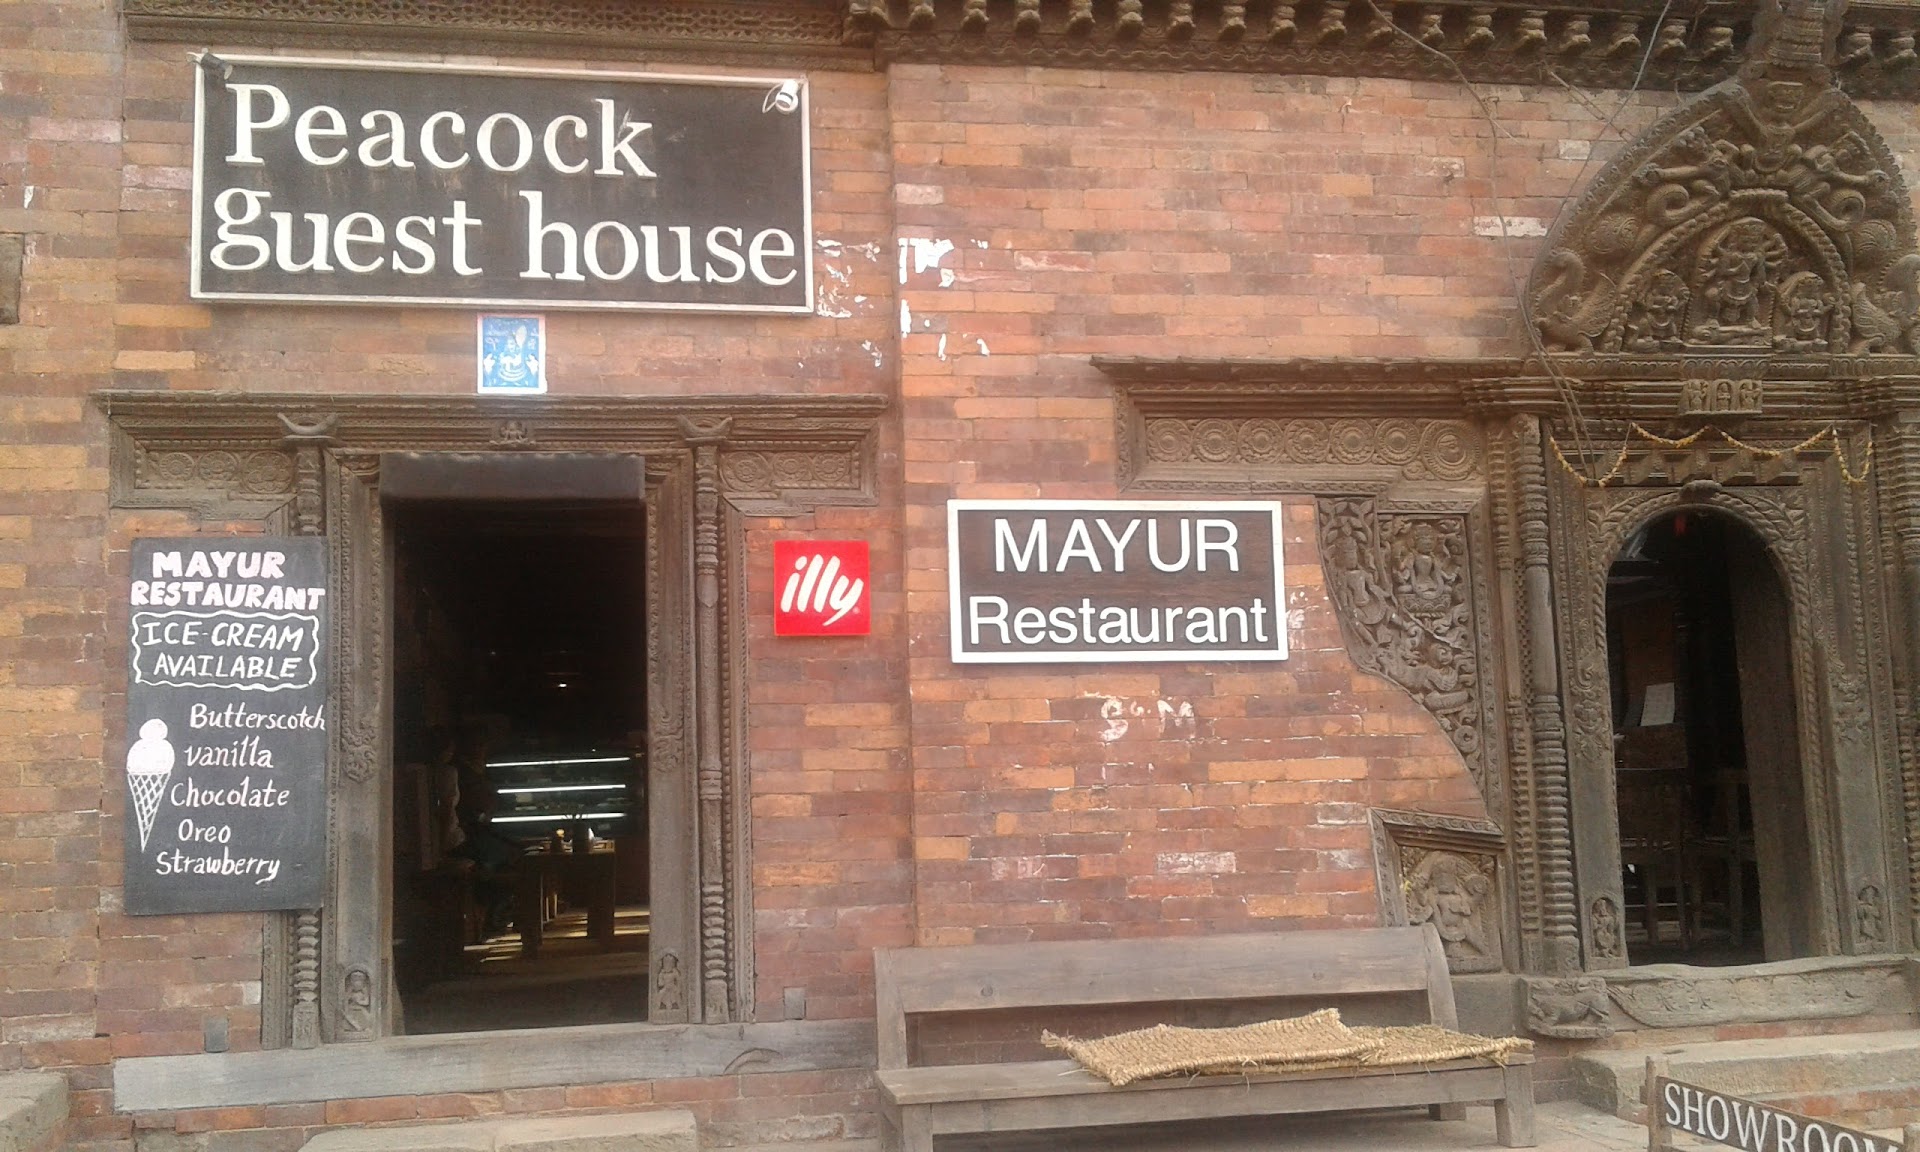 Peacock
guest house
MAYUR
RESTAURANT
ICE-CREAM
AVAILABLE
Butterscotch
vanilla
Chocolate
Oreo
Strawberry
illy
MAYUR
Restaurant
SHOWROOM